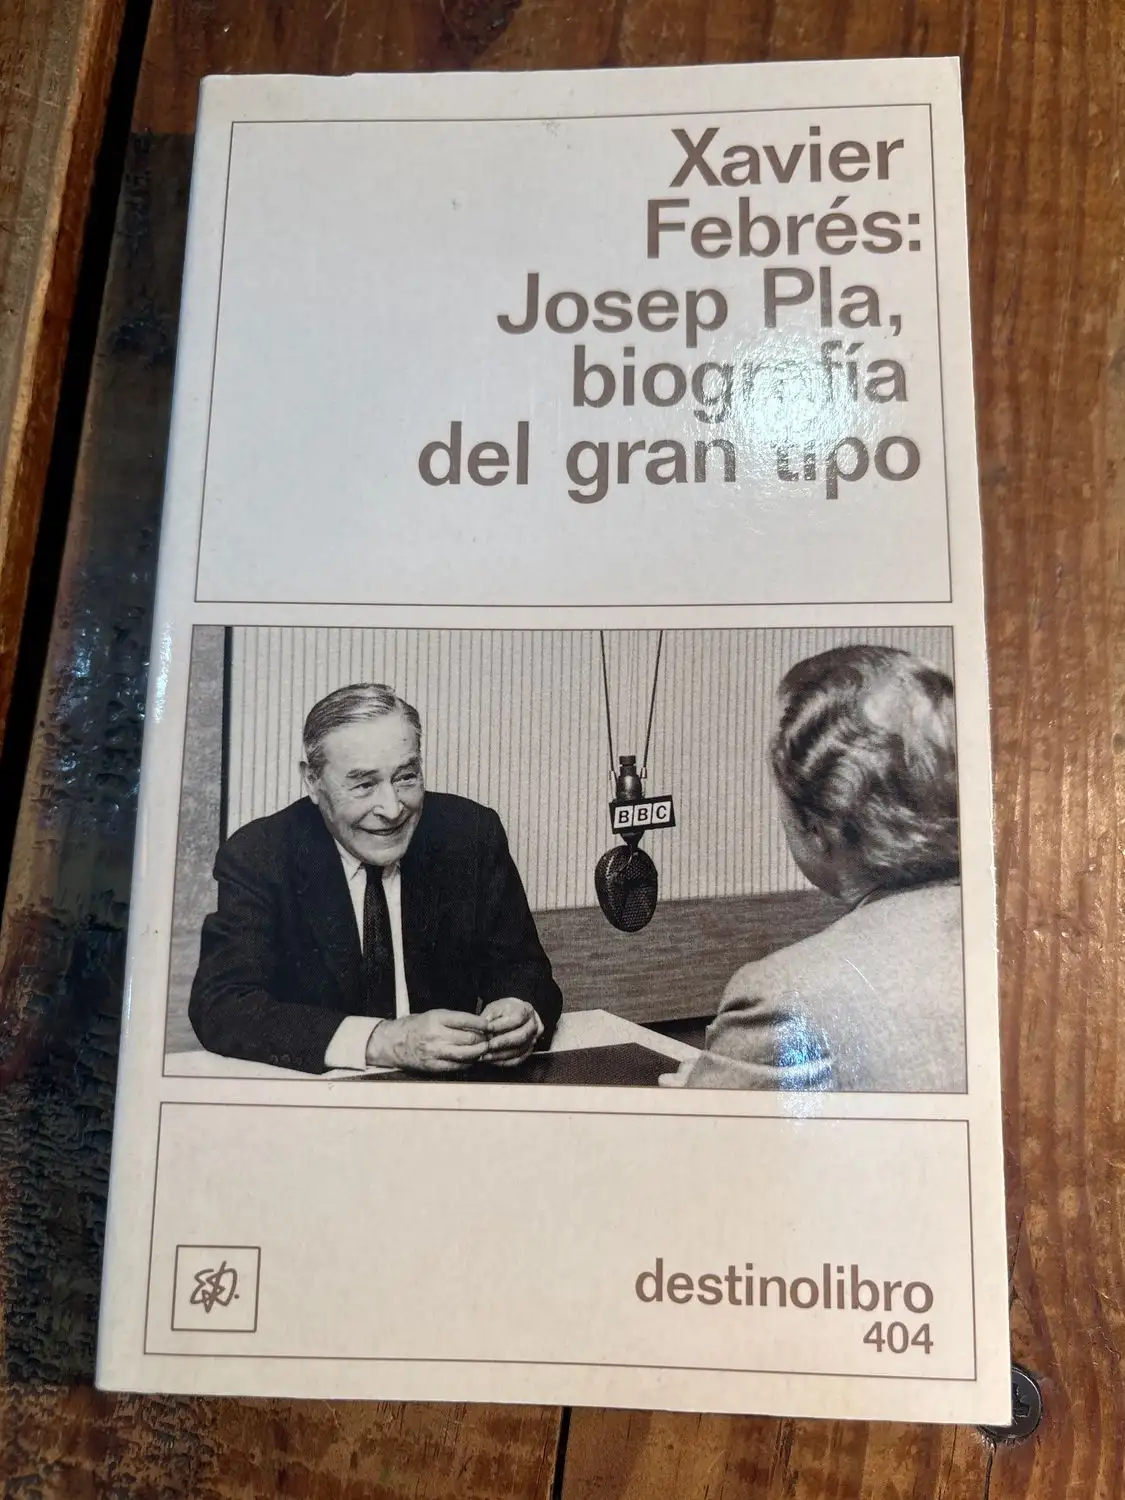 Xavier
Febrés:
Josep Pla,
biografía
del gran tipo
BBC
destinolibro
404